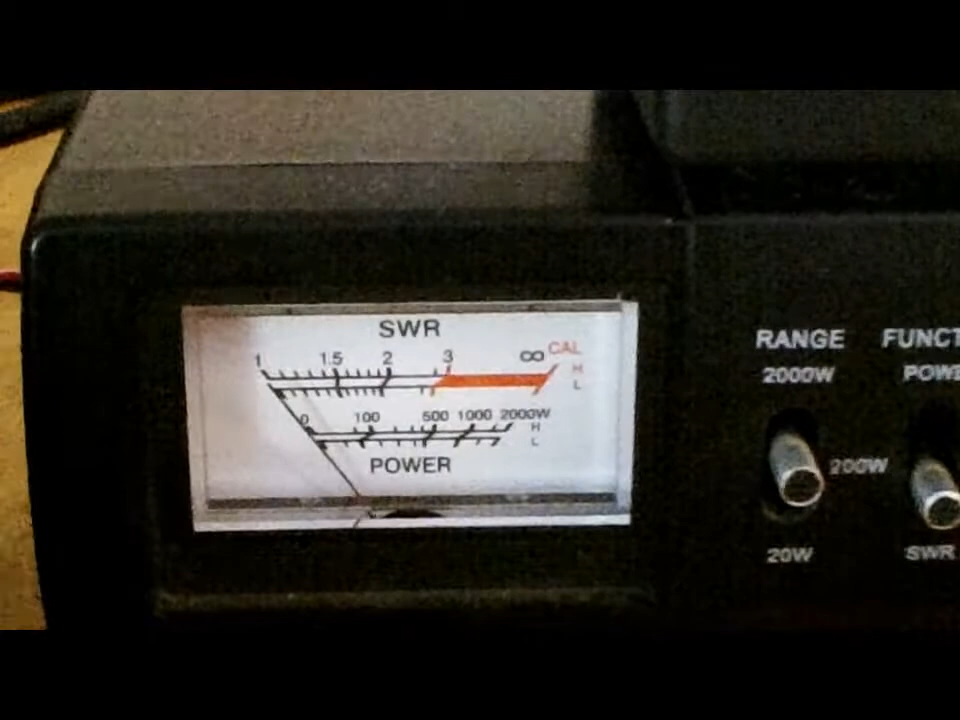 SWR
1 1.5 2 3 ∞ CAL
H
L
0 100 500 1000 2000W
H
L
POWER
RANGE
2000W
200W
20W
FUNCT
POWE
SWR